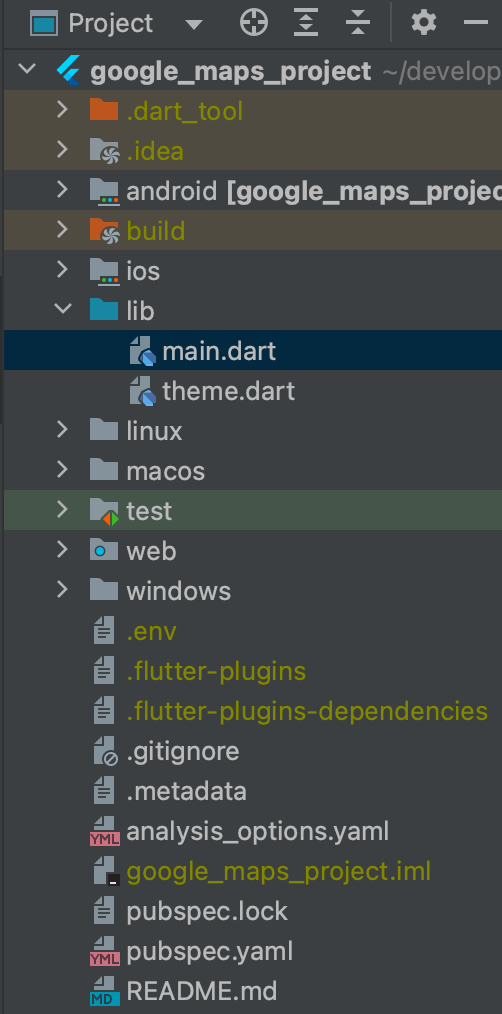 Project
google_maps_project ~/develop
.dart_tool
.idea
android [google_maps_projec
build
ios
lib
main.dart
theme.dart
linux
macos
test
web
windows
.env
.flutter-plugins
.flutter-plugins-dependencies
.gitignore
.metadata
YML analysis_options.yaml
google_maps_project.iml
pubspec.lock
YML pubspec.yaml
MD README.md